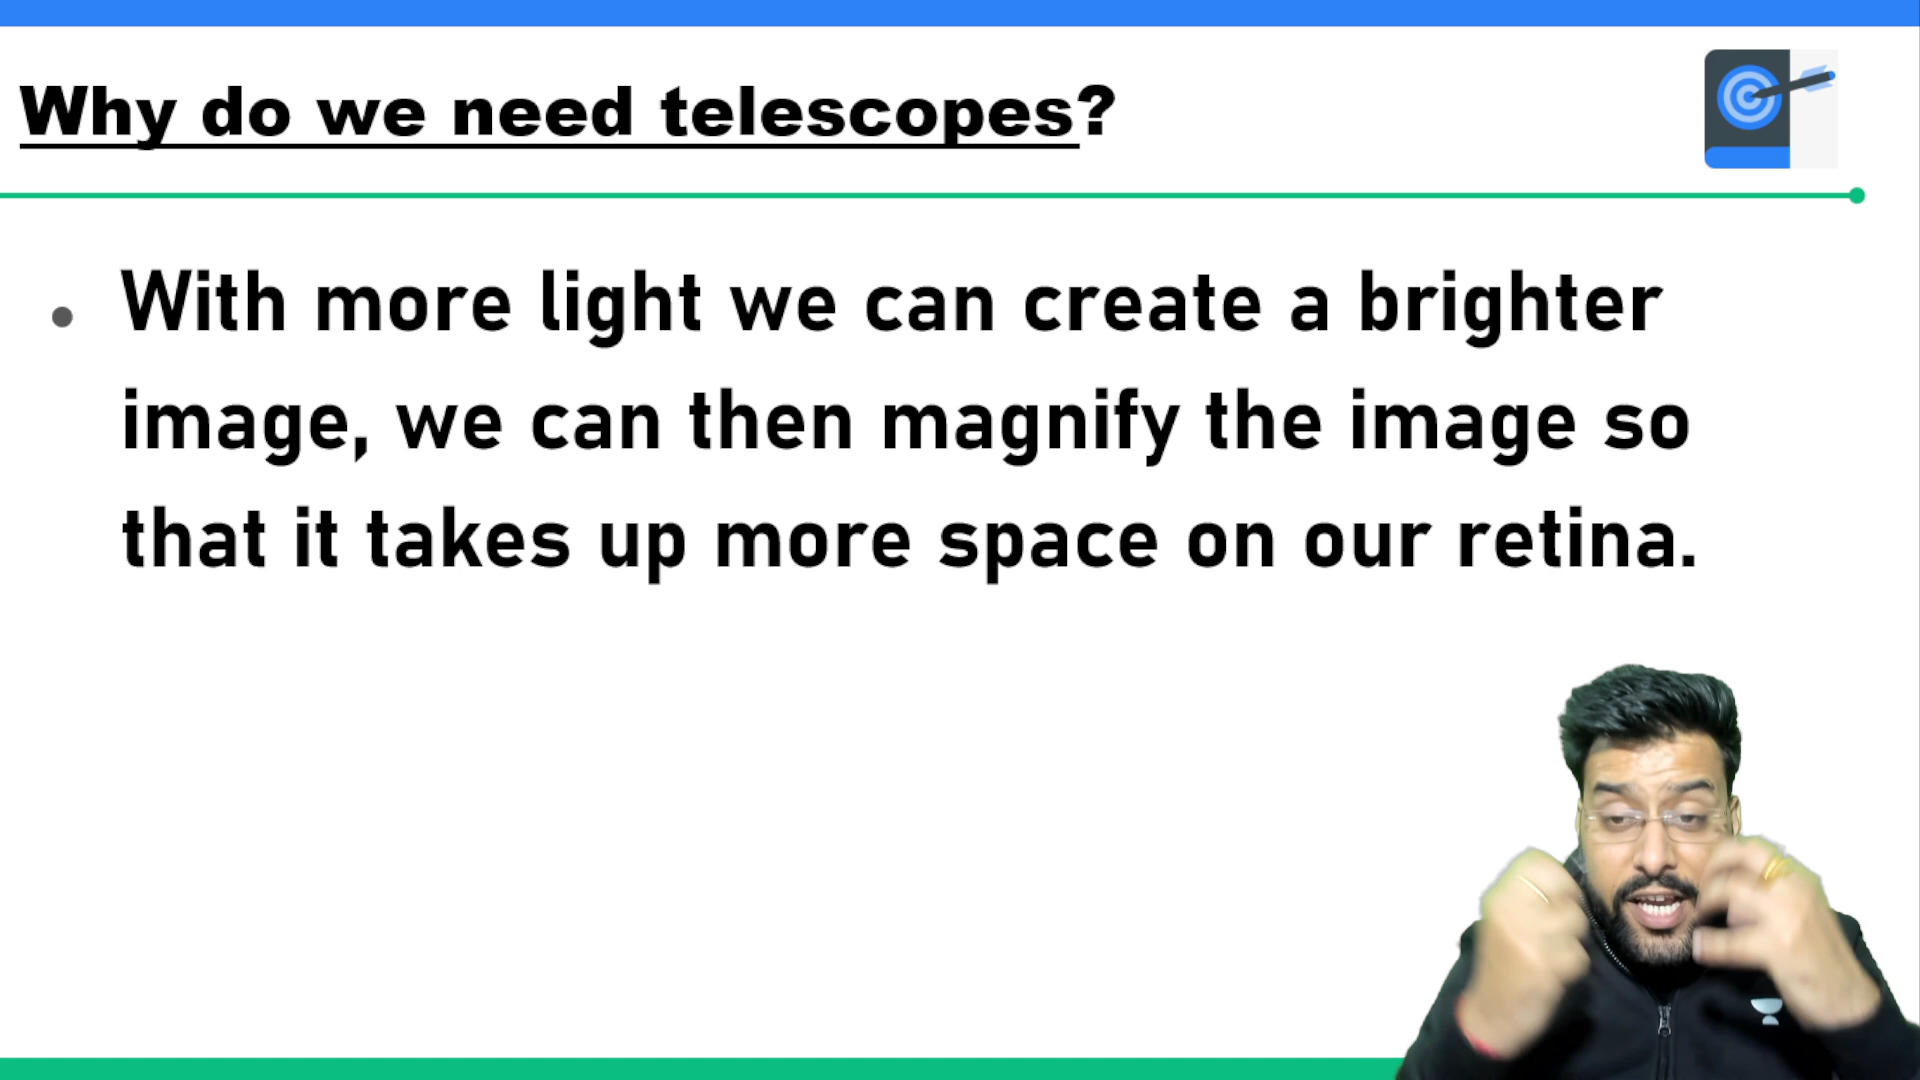 Why do we need telescopes?
With more light we can create a brighter
image, we can then magnify the image so
that it takes up more space on our retina.